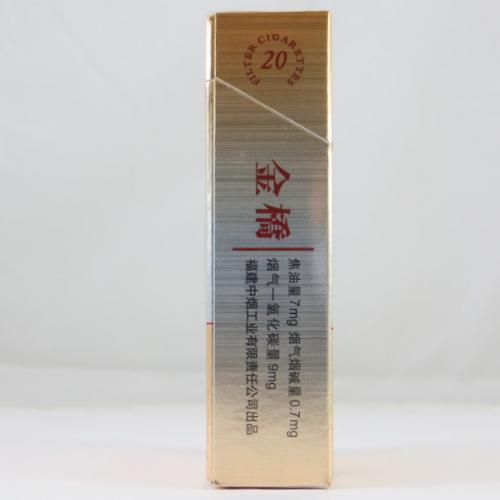 FILTER CIGARETTES
20
金橋
焦油量 7mg 烟气烟碱量 0.7mg
烟气一氧化碳量 9mg
福建中烟工业有限责任公司出品